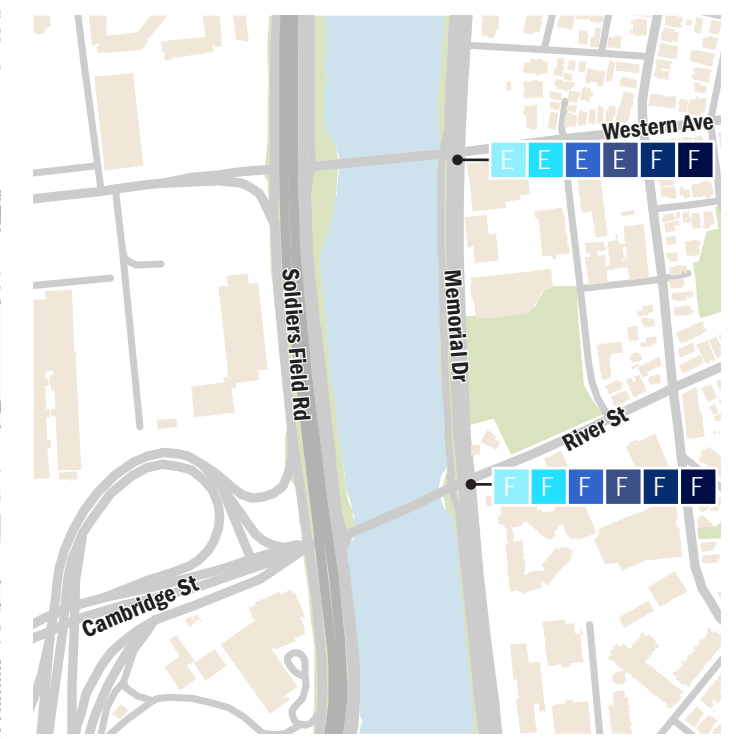 Western Ave
E E E E F F
Soldiers Field Rd
Memorial Dr
River St
F F F F F F
Cambridge St